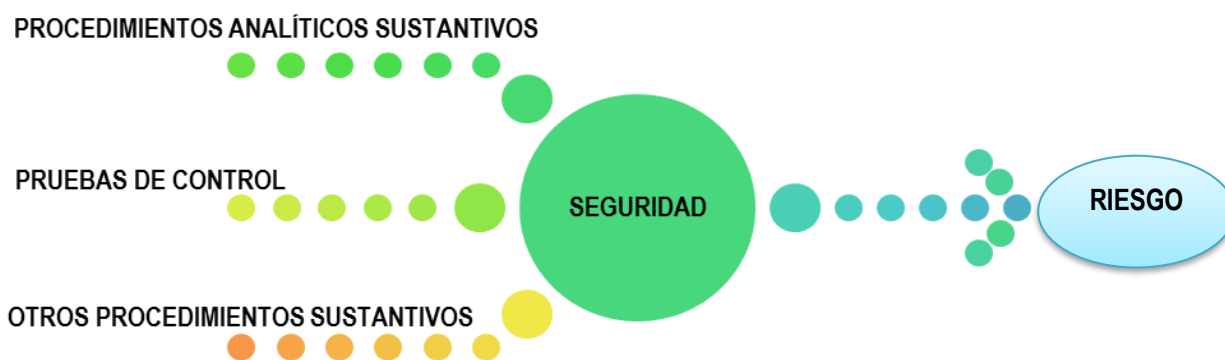 PROCEDIMIENTOS ANALÍTICOS SUSTANTIVOS
PRUEBAS DE CONTROL
SEGURIDAD
RIESGO
OTROS PROCEDIMIENTOS SUSTANTIVOS